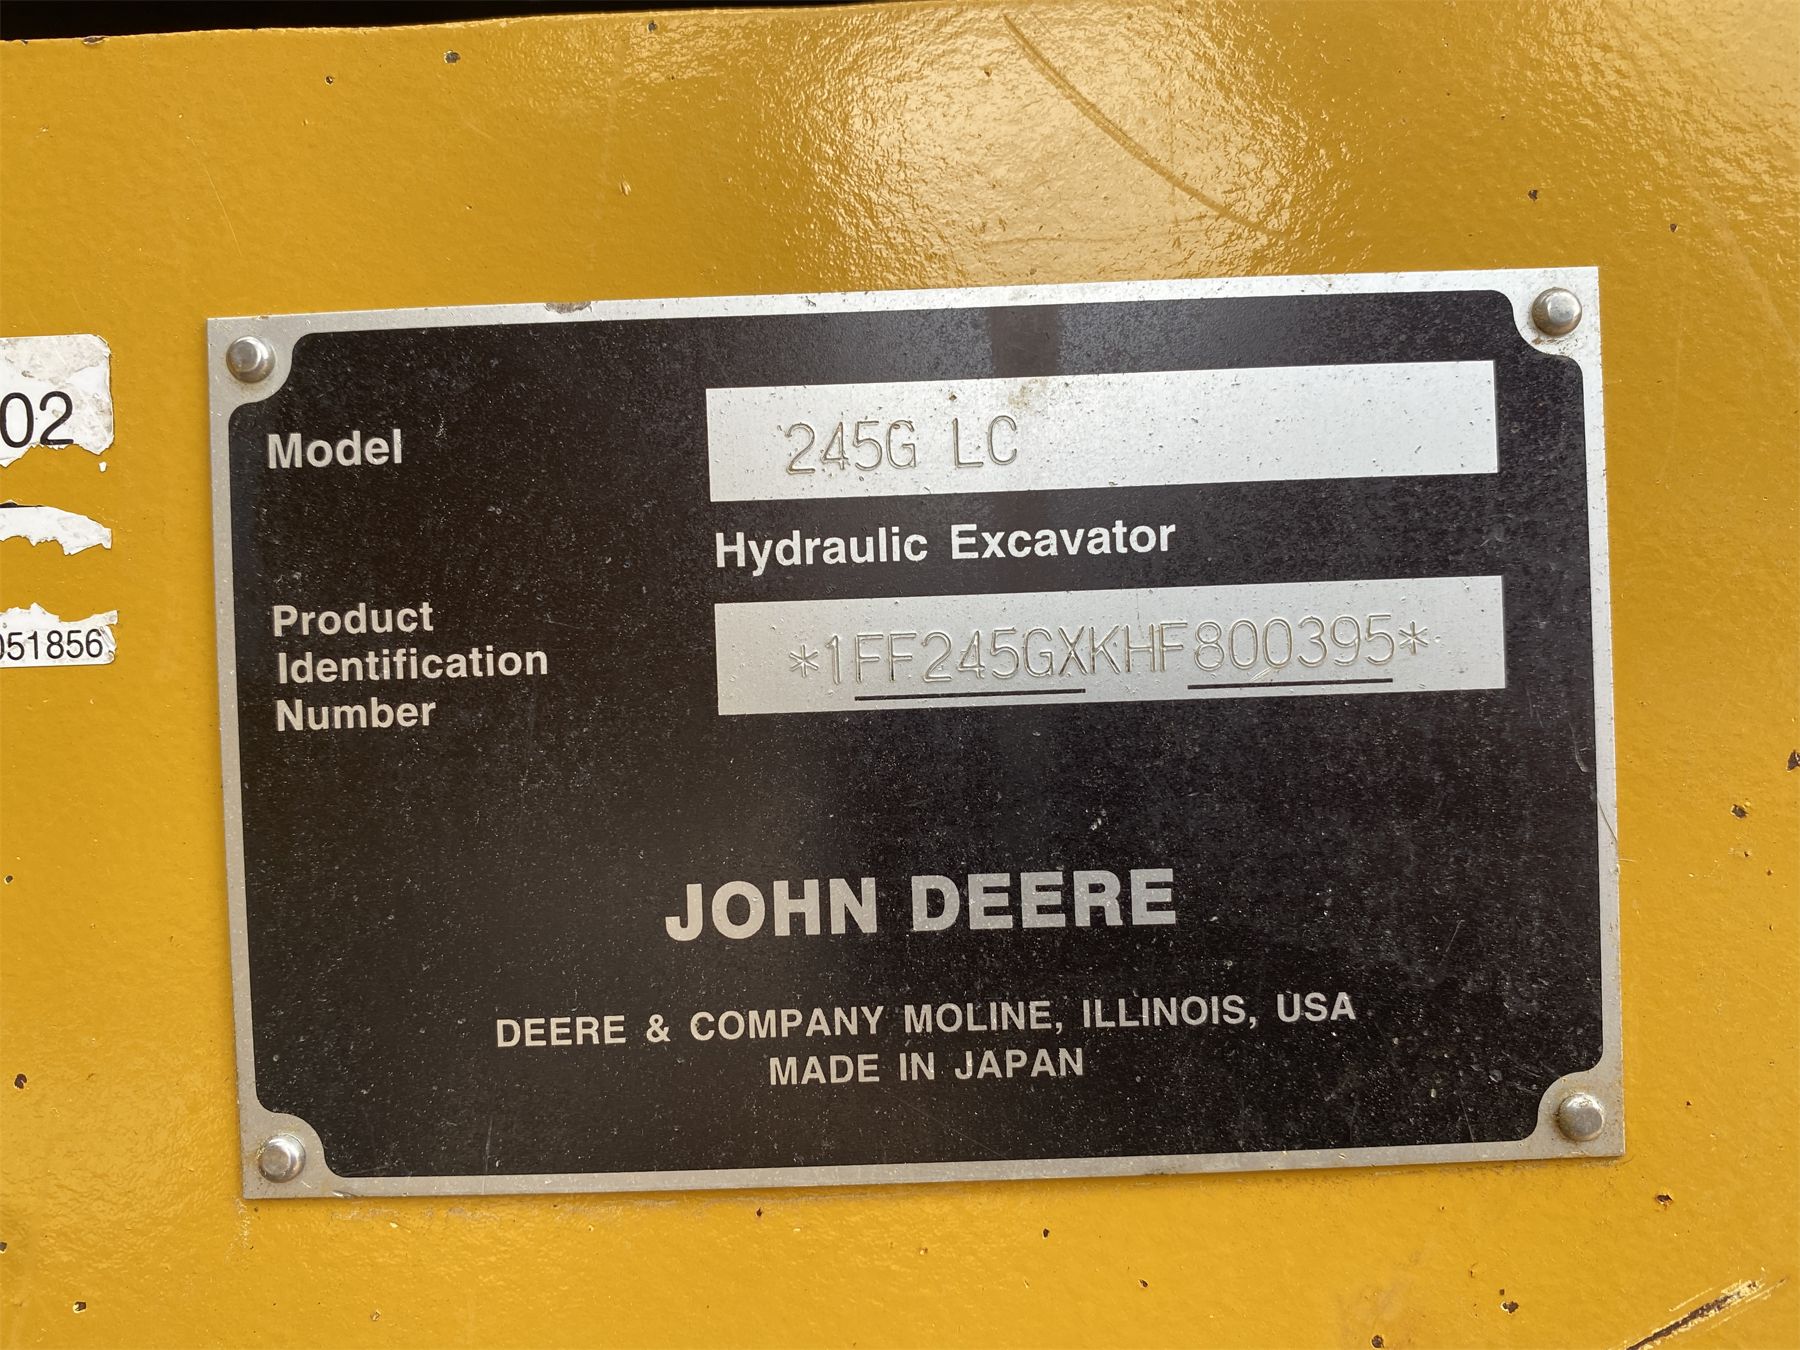 02
051856
Model
245G LC
Hydraulic Excavator
Product
Identification
Number
*1FF245GXKHF800395*
JOHN DEERE
DEERE & COMPANY MOLINE, ILLINOIS, USA
MADE IN JAPAN